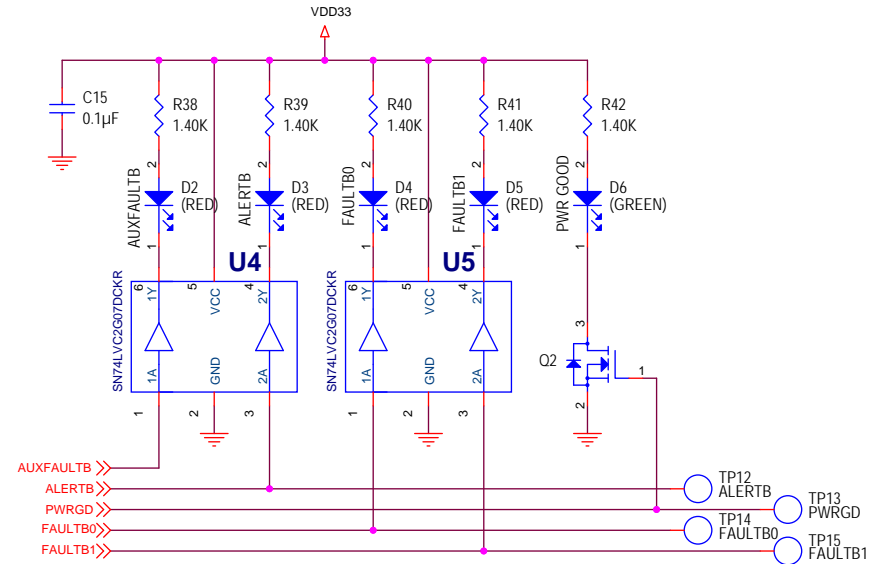 VDD33
C15
0.1µF
R38
1.40K
R39
1.40K
R40
1.40K
R41
1.40K
R42
1.40K
2
2
2
2
2
AUXFAULTB
D2
(RED)
ALERTB
D3
(RED)
FAULTB0
D4
(RED)
FAULTB1
D5
(RED)
PWR GOOD
D6
(GREEN)
1
1
1
1
1
U4
U5
SN74LVC2G07DCKR
6
1Y
5
VCC
4
2Y
1A
GND
2A
1
2
3
SN74LVC2G07DCKR
6
1Y
5
VCC
4
2Y
1A
GND
2A
1
2
3
3
Q2
1
2
AUXFAULTB
ALERTB
PWRGD
FAULTB0
FAULTB1
TP12
ALERTB
TP13
PWRGD
TP14
FAULTB0
TP15
FAULTB1